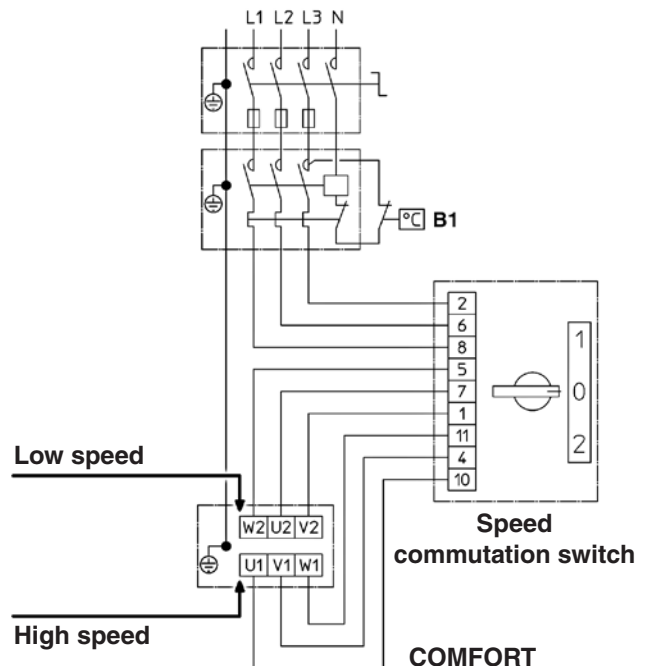 L1 L2 L3 N
°C B1
2
6
8
5
7
1
11
4
10
1
0
2
Low speed
Speed
commutation switch
W2 U2 V2
U1 V1 W1
High speed
COMFORT